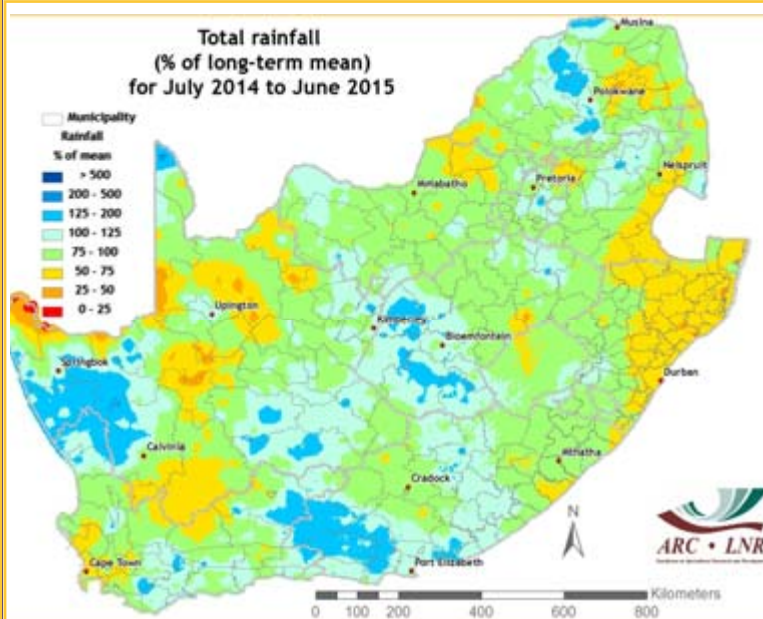 Total rainfall
(% of long-term mean)
for July 2014 to June 2015
Municipality
Rainfall
% of mean
> 500
200 - 500
125 - 200
100 - 125
75 - 100
50 - 75
25 - 50
0 - 25
Musina
Polokwane
Nelspruit
Pretoria
Mmabatho
Upington
Kimberley
Bloemfontein
Springbok
Durban
Calvinia
Mthatha
Cradock
Cape Town
Port Elizabeth
N
ARC • LNR
Kilometers
0 100 200 400 600 800